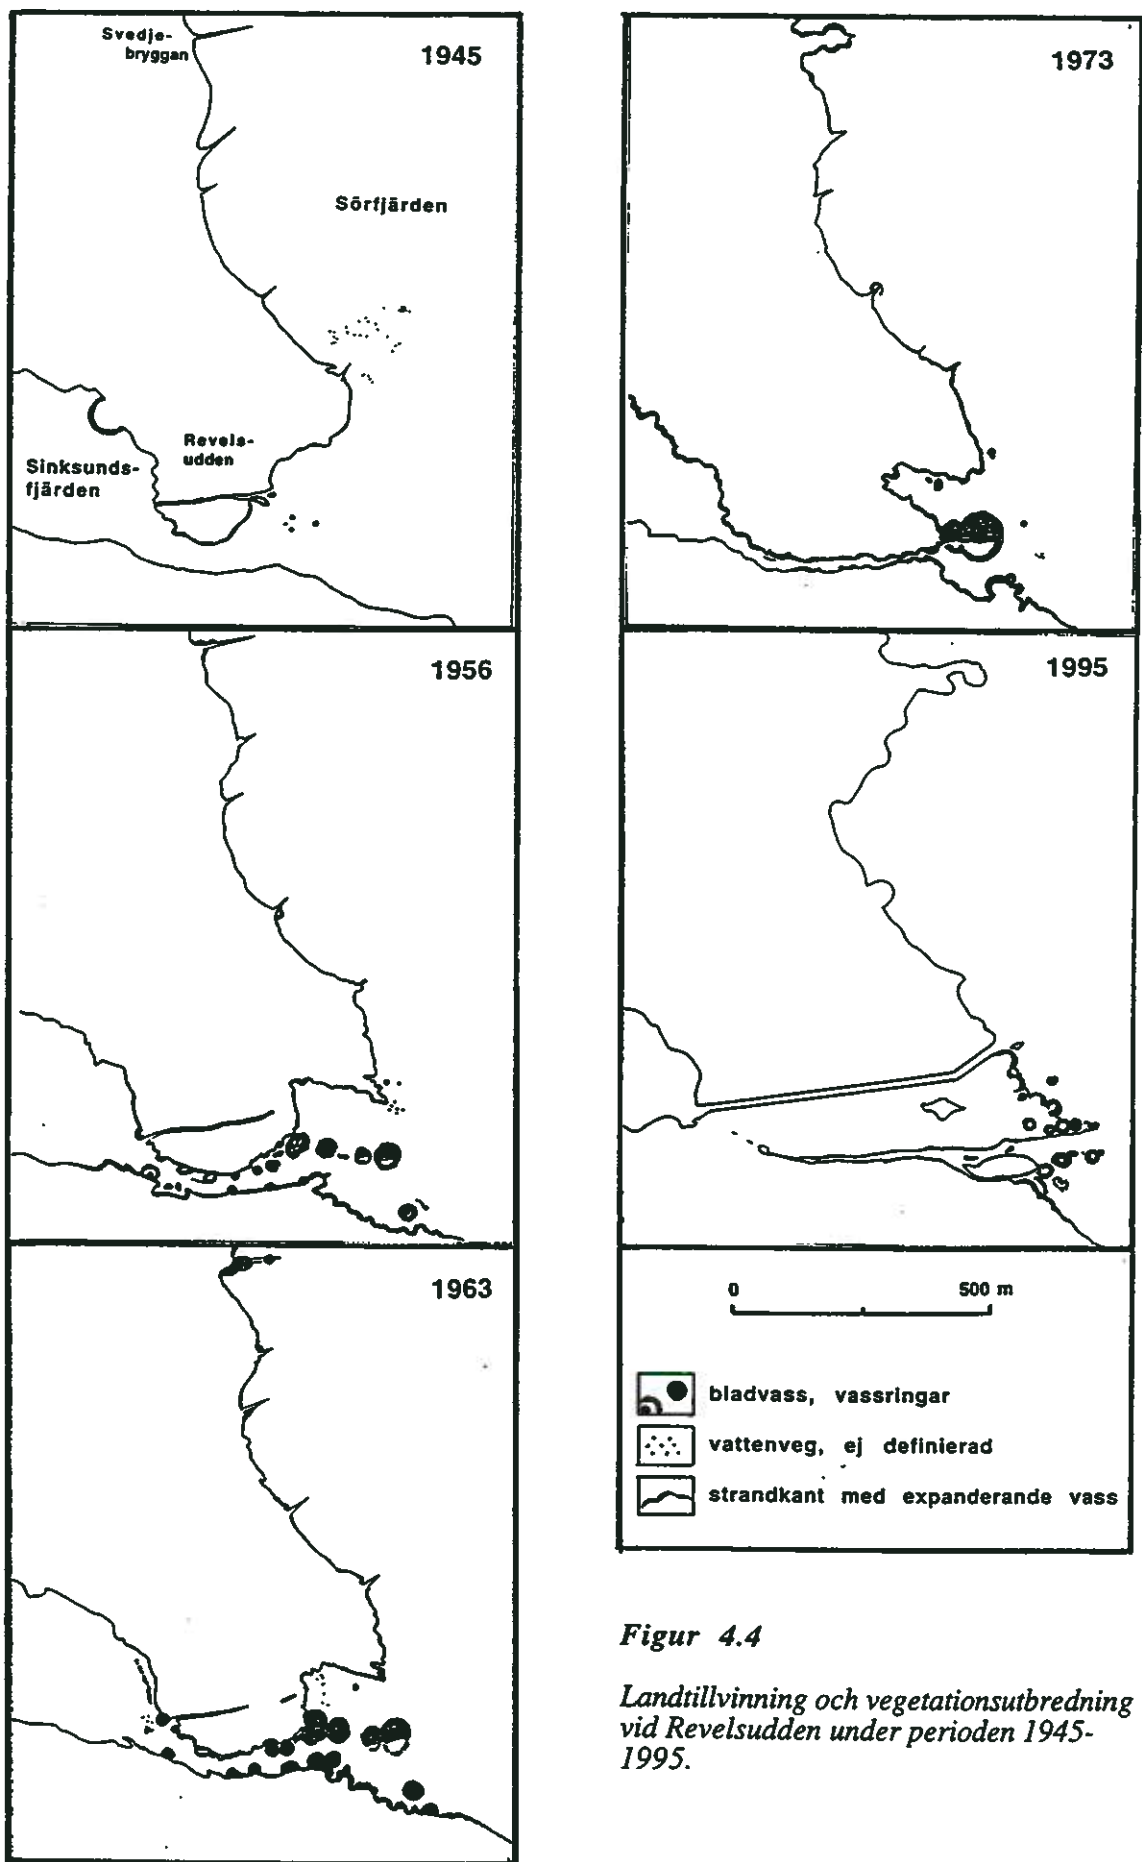 Svedje-
bryggan
1945
Sörfjärden
Revels-
udden
Sinksunds-
fjärden
1956
1963
1973
1995
0 500 m
bladvass, vassringar
vattenveg, ej definierad
strandkant med expanderande vass
Figur 4.4
Landtillvinning och vegetationsutbredning
vid Revelsudden under perioden 1945-
1995.